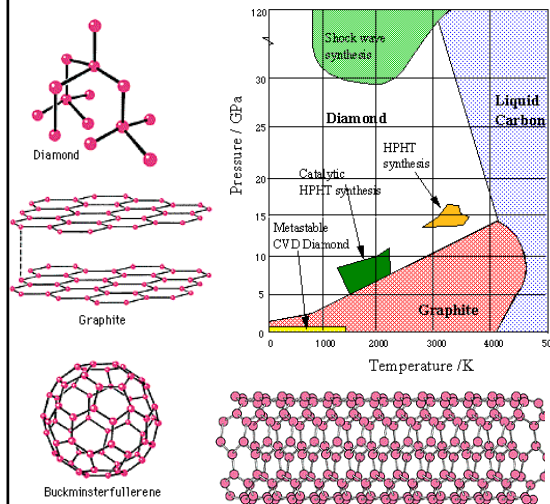 Diamond
Graphite
Buckminsterfullerene
Pressure / GPa
120
30
25
20
15
10
5
0
Shock wave
synthesis
Diamond
Liquid
Carbon
HPHT
synthesis
Catalytic
HPHT synthesis
Metastable
CVD Diamond
Graphite
0
1000
2000
3000
4000
500
Temperature /K